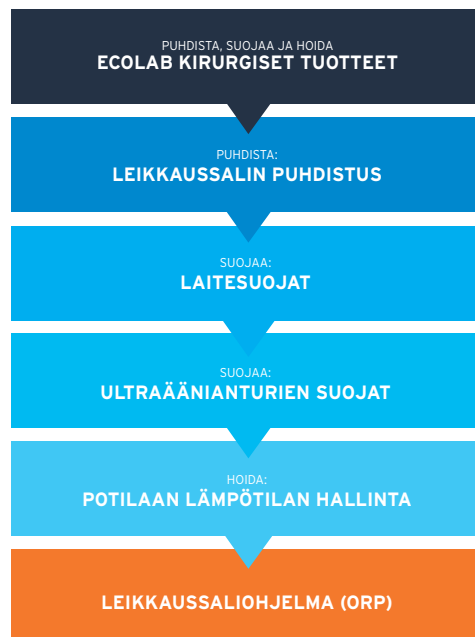 PUHDISTA, SUOJAA JA HOIDA
ECOLAB KIRURGISET TUOTTEET
PUHDISTA:
LEIKKAUSSALIN PUHDISTUS
SUOJAA:
LAITESUOJAT
SUOJAA:
ULTRAÄÄNIANTURIEN SUOJAT
HOIDA:
POTILAAN LÄMPÖTILAN HALLINTA
LEIKKAUSSALIOHJELMA (ORP)